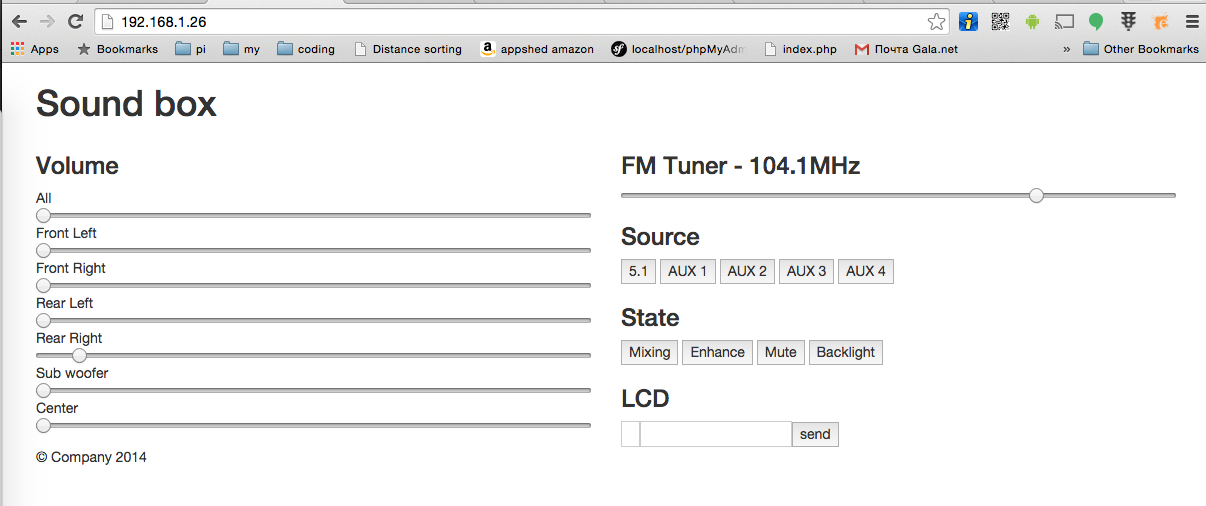 192.168.1.26
Apps Bookmarks pi my coding Distance sorting appshed amazon localhost/phpMyAdm index.php Почта Gala.net » Other Bookmarks
Sound box
Volume
All
Front Left
Front Right
Rear Left
Rear Right
Sub woofer
Center
© Company 2014
FM Tuner - 104.1MHz
Source
5.1 AUX 1 AUX 2 AUX 3 AUX 4
State
Mixing Enhance Mute Backlight
LCD
send